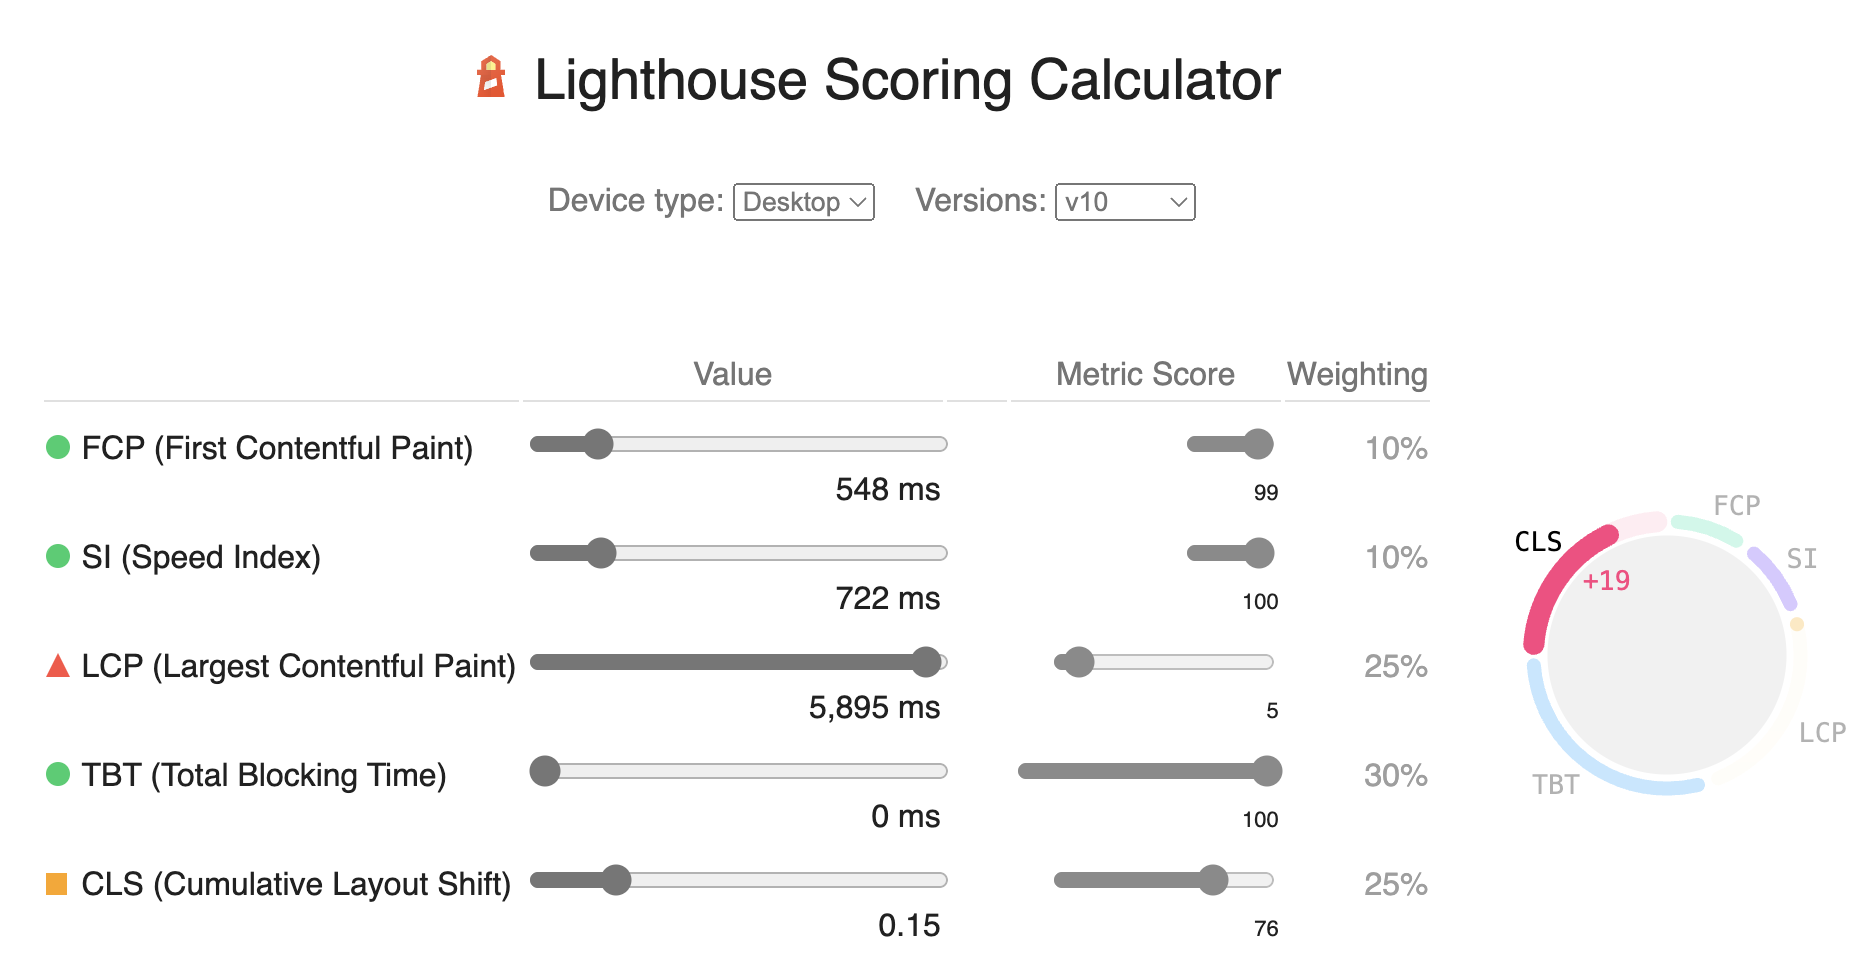 Lighthouse Scoring Calculator
Device type: Desktop Versions: v10
Value Metric Score Weighting
FCP (First Contentful Paint) 10%
548 ms 99
SI (Speed Index) 10%
722 ms 100
LCP (Largest Contentful Paint) 25%
5,895 ms 5
TBT (Total Blocking Time) 30%
0 ms 100
CLS (Cumulative Layout Shift) 25%
0.15 76
FCP
CLS
SI
+19
LCP
TBT